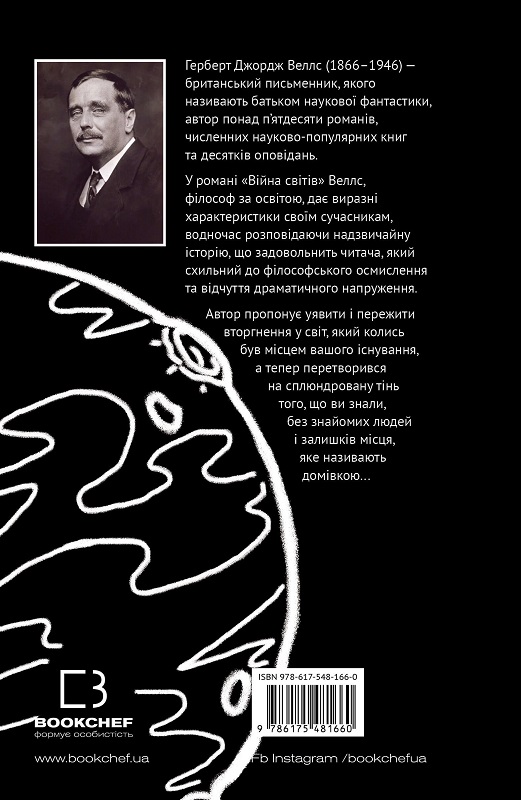 Герберт Джордж Веллс (1866–1946) —
британський письменник, якого
називають батьком наукової фантастики,
автор понад п'ятдесяти романів,
численних науково-популярних книг
та десятків оповідань.
У романі «Війна світів» Веллс,
філософ за освітою, дає виразні
характеристики своїм сучасникам,
водночас розповідаючи надзвичайну
історію, що задовольнить читача, який
схильний до філософського осмислення
та відчуття драматичного напруження.
Автор пропонує уявити і пережити
вторгнення у світ, який колись
був місцем вашого існування,
а тепер перетворився
на сплюндровану тінь
того, що ви знали,
без знайомих людей
і залишків місця,
яке називають
домівкою...
ISBN 978-617-548-166-0
9 786175 481660
BOOKCHEF
формує особистість
www.bookchef.ua
Fb Instagram /bookchefua